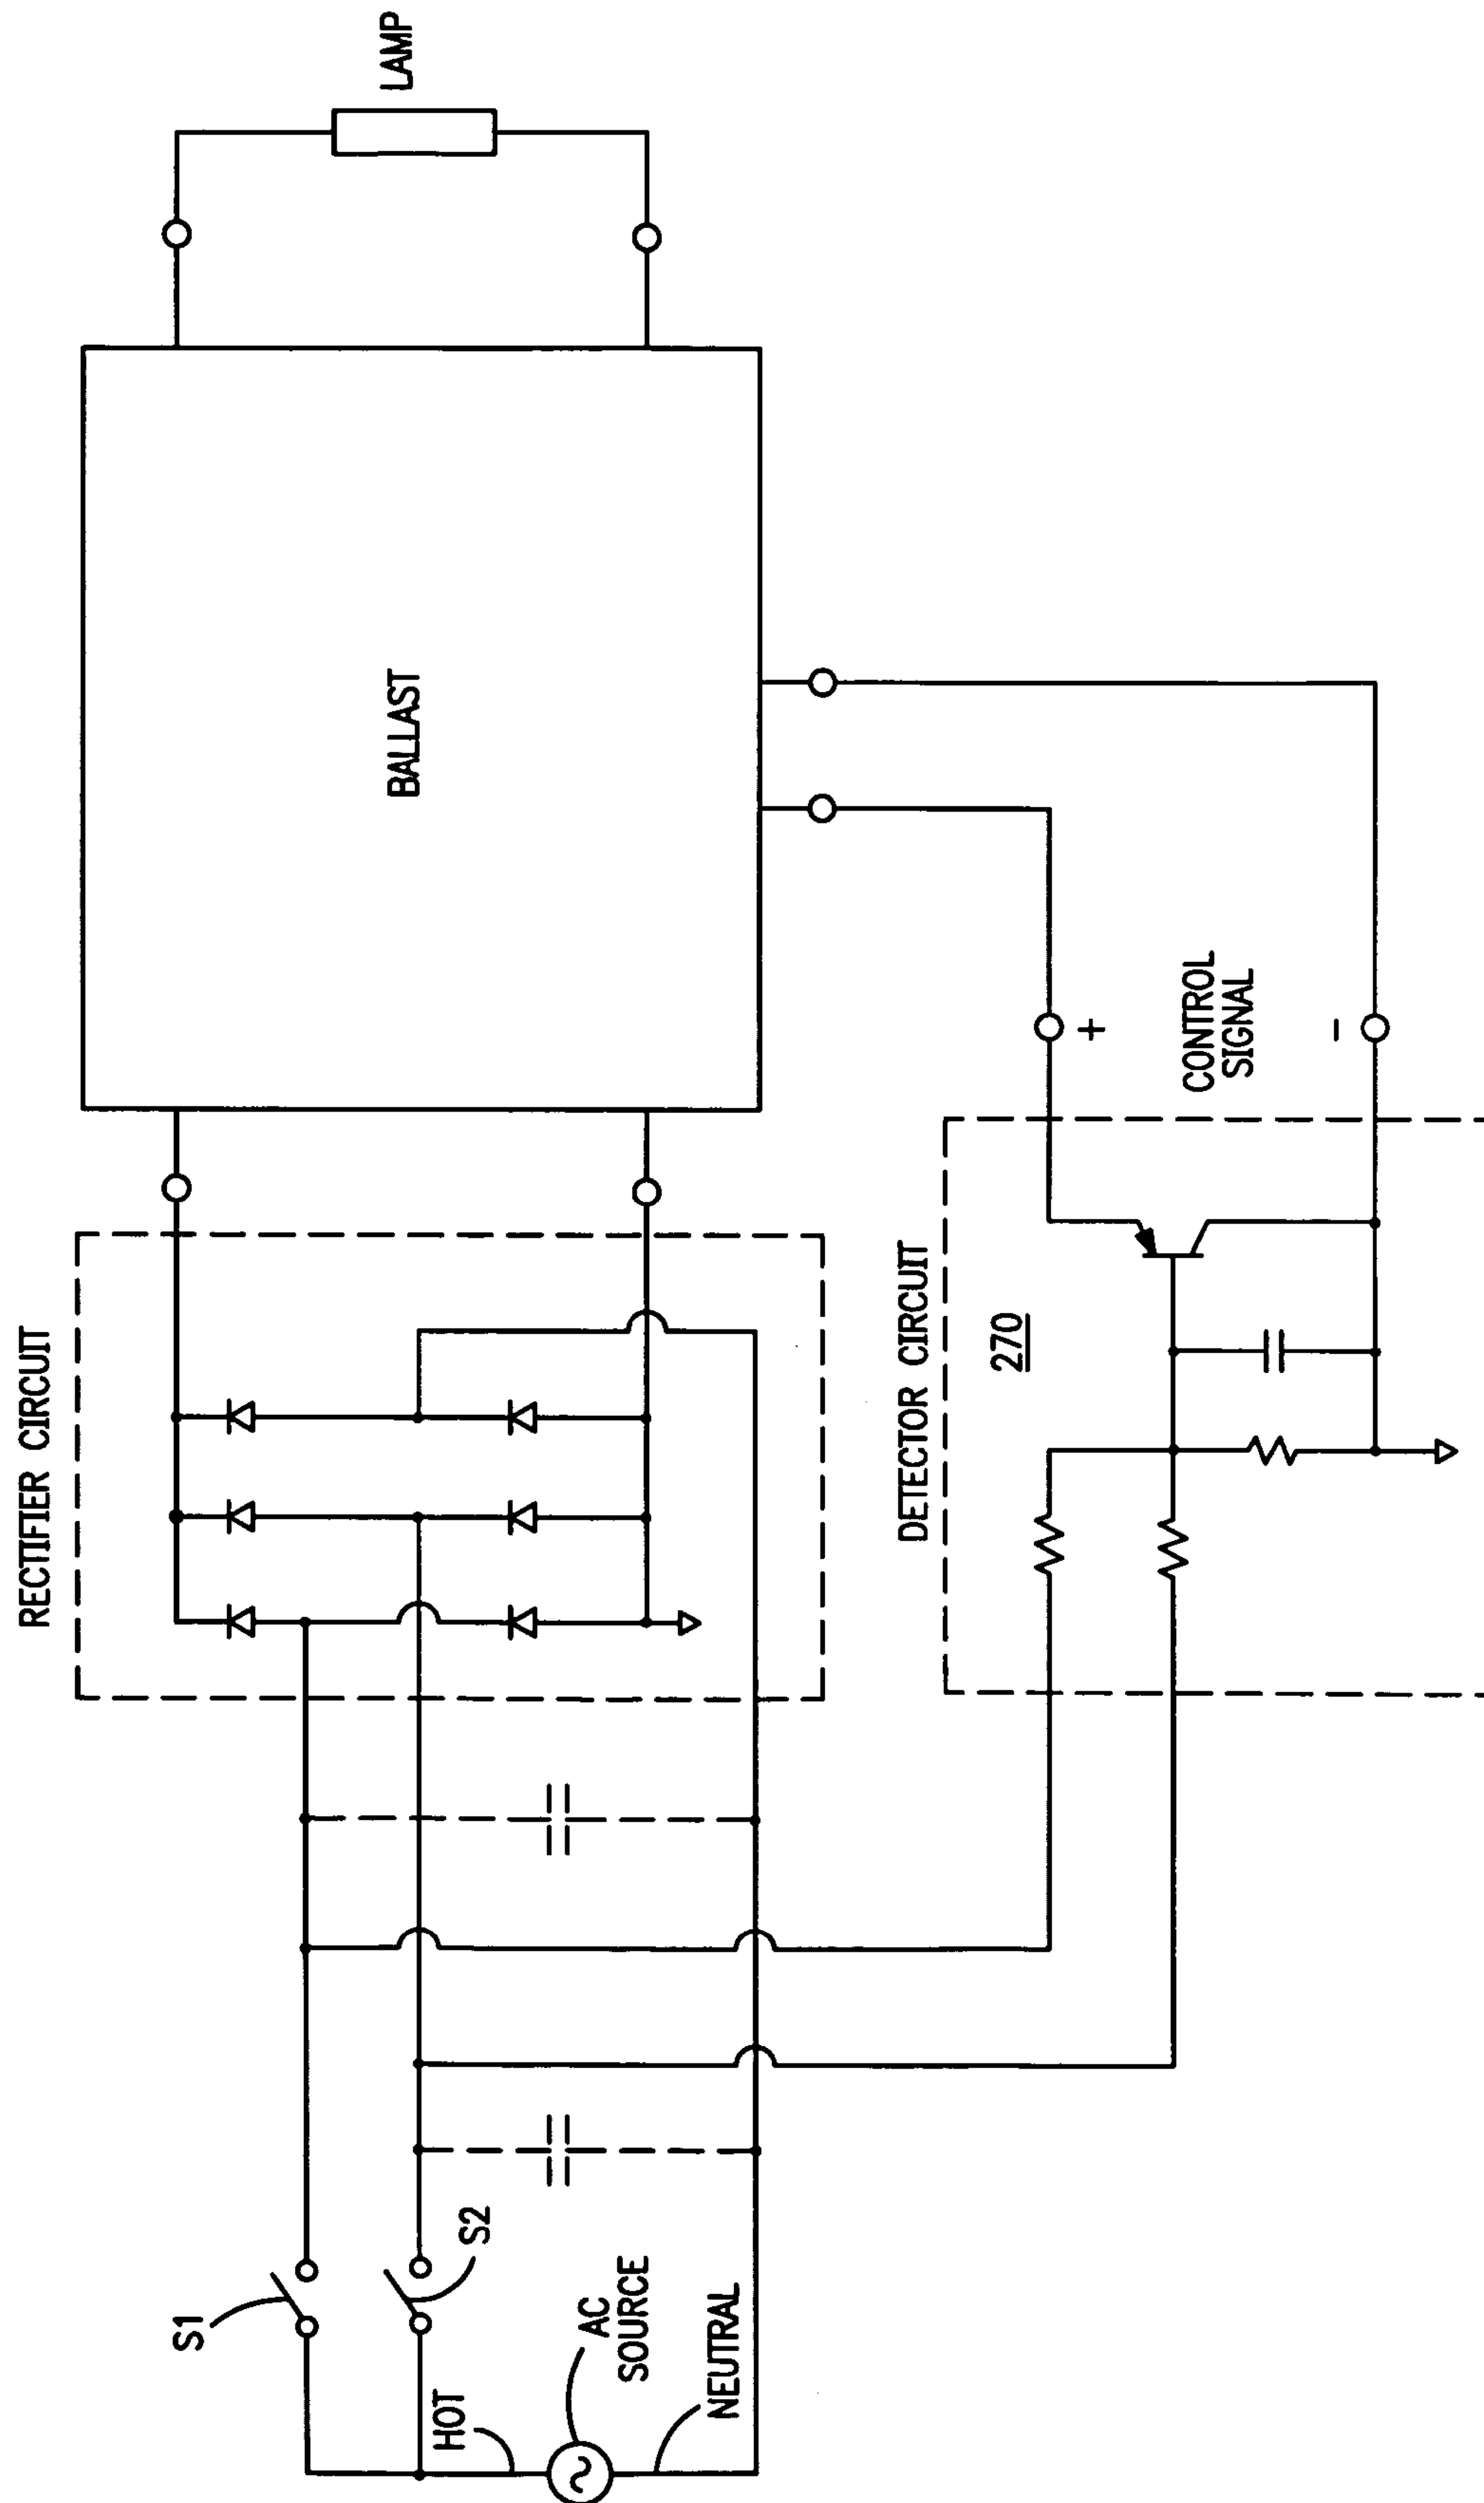 RECTIFIER CIRCUIT
BALLAST
LAMP
S1
S2
HOT
AC
SOURCE
NEUTRAL
DETECTOR CIRCUIT
270
+
CONTROL
SIGNAL
-